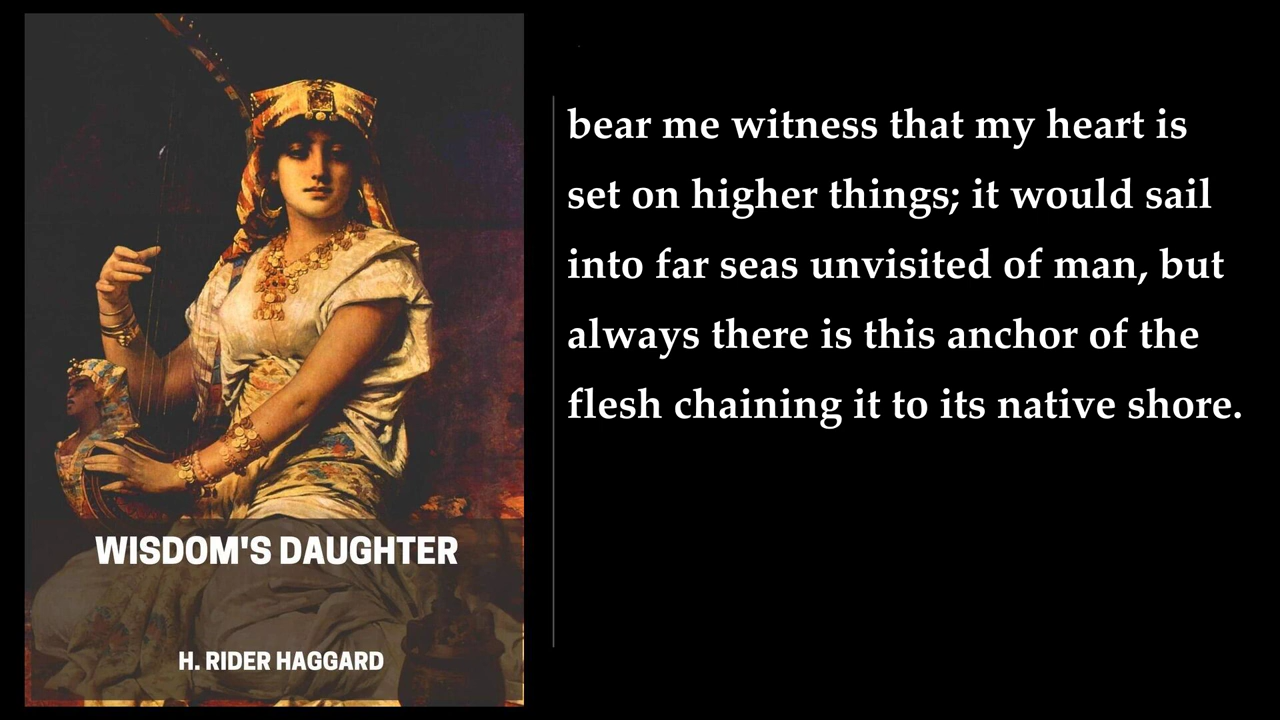 WISDOM'S DAUGHTER
H. RIDER HAGGARD
bear me witness that my heart is
set on higher things; it would sail
into far seas unvisited of man, but
always there is this anchor of the
flesh chaining it to its native shore.